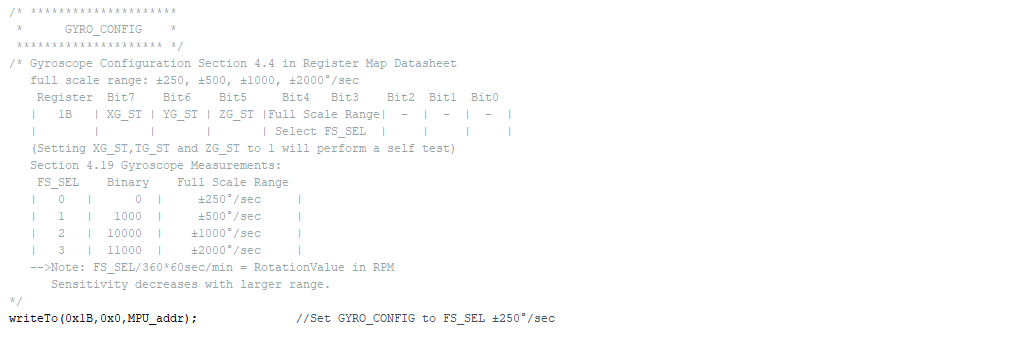 /* *********************
 *      GYRO_CONFIG    *
 ********************* */
/* Gyroscope Configuration Section 4.4 in Register Map Datasheet
   full scale range: ±250, ±500, ±1000, ±2000°/sec
    Register  Bit7    Bit6    Bit5     Bit4   Bit3    Bit2  Bit1  Bit0
   |   1B   | XG_ST | YG_ST | ZG_ST |Full Scale Range|  -  |  -  |  -  |
   |        |       |       |       | Select FS_SEL  |     |     |     |
   (Setting XG_ST,TG_ST and ZG_ST to 1 will perform a self test)
   Section 4.19 Gyroscope Measurements:
    FS_SEL    Binary    Full Scale Range
   |   0   |      0  |     ±250°/sec     |
   |   1   |   1000  |     ±500°/sec     |
   |   2   |  10000  |    ±1000°/sec     |
   |   3   |  11000  |    ±2000°/sec     |
   -->Note: FS_SEL/360*60sec/min = RotationValue in RPM
      Sensitivity decreases with larger range.
*/
writeTo(0x1B,0x0,MPU_addr);              //Set GYRO_CONFIG to FS_SEL ±250°/sec